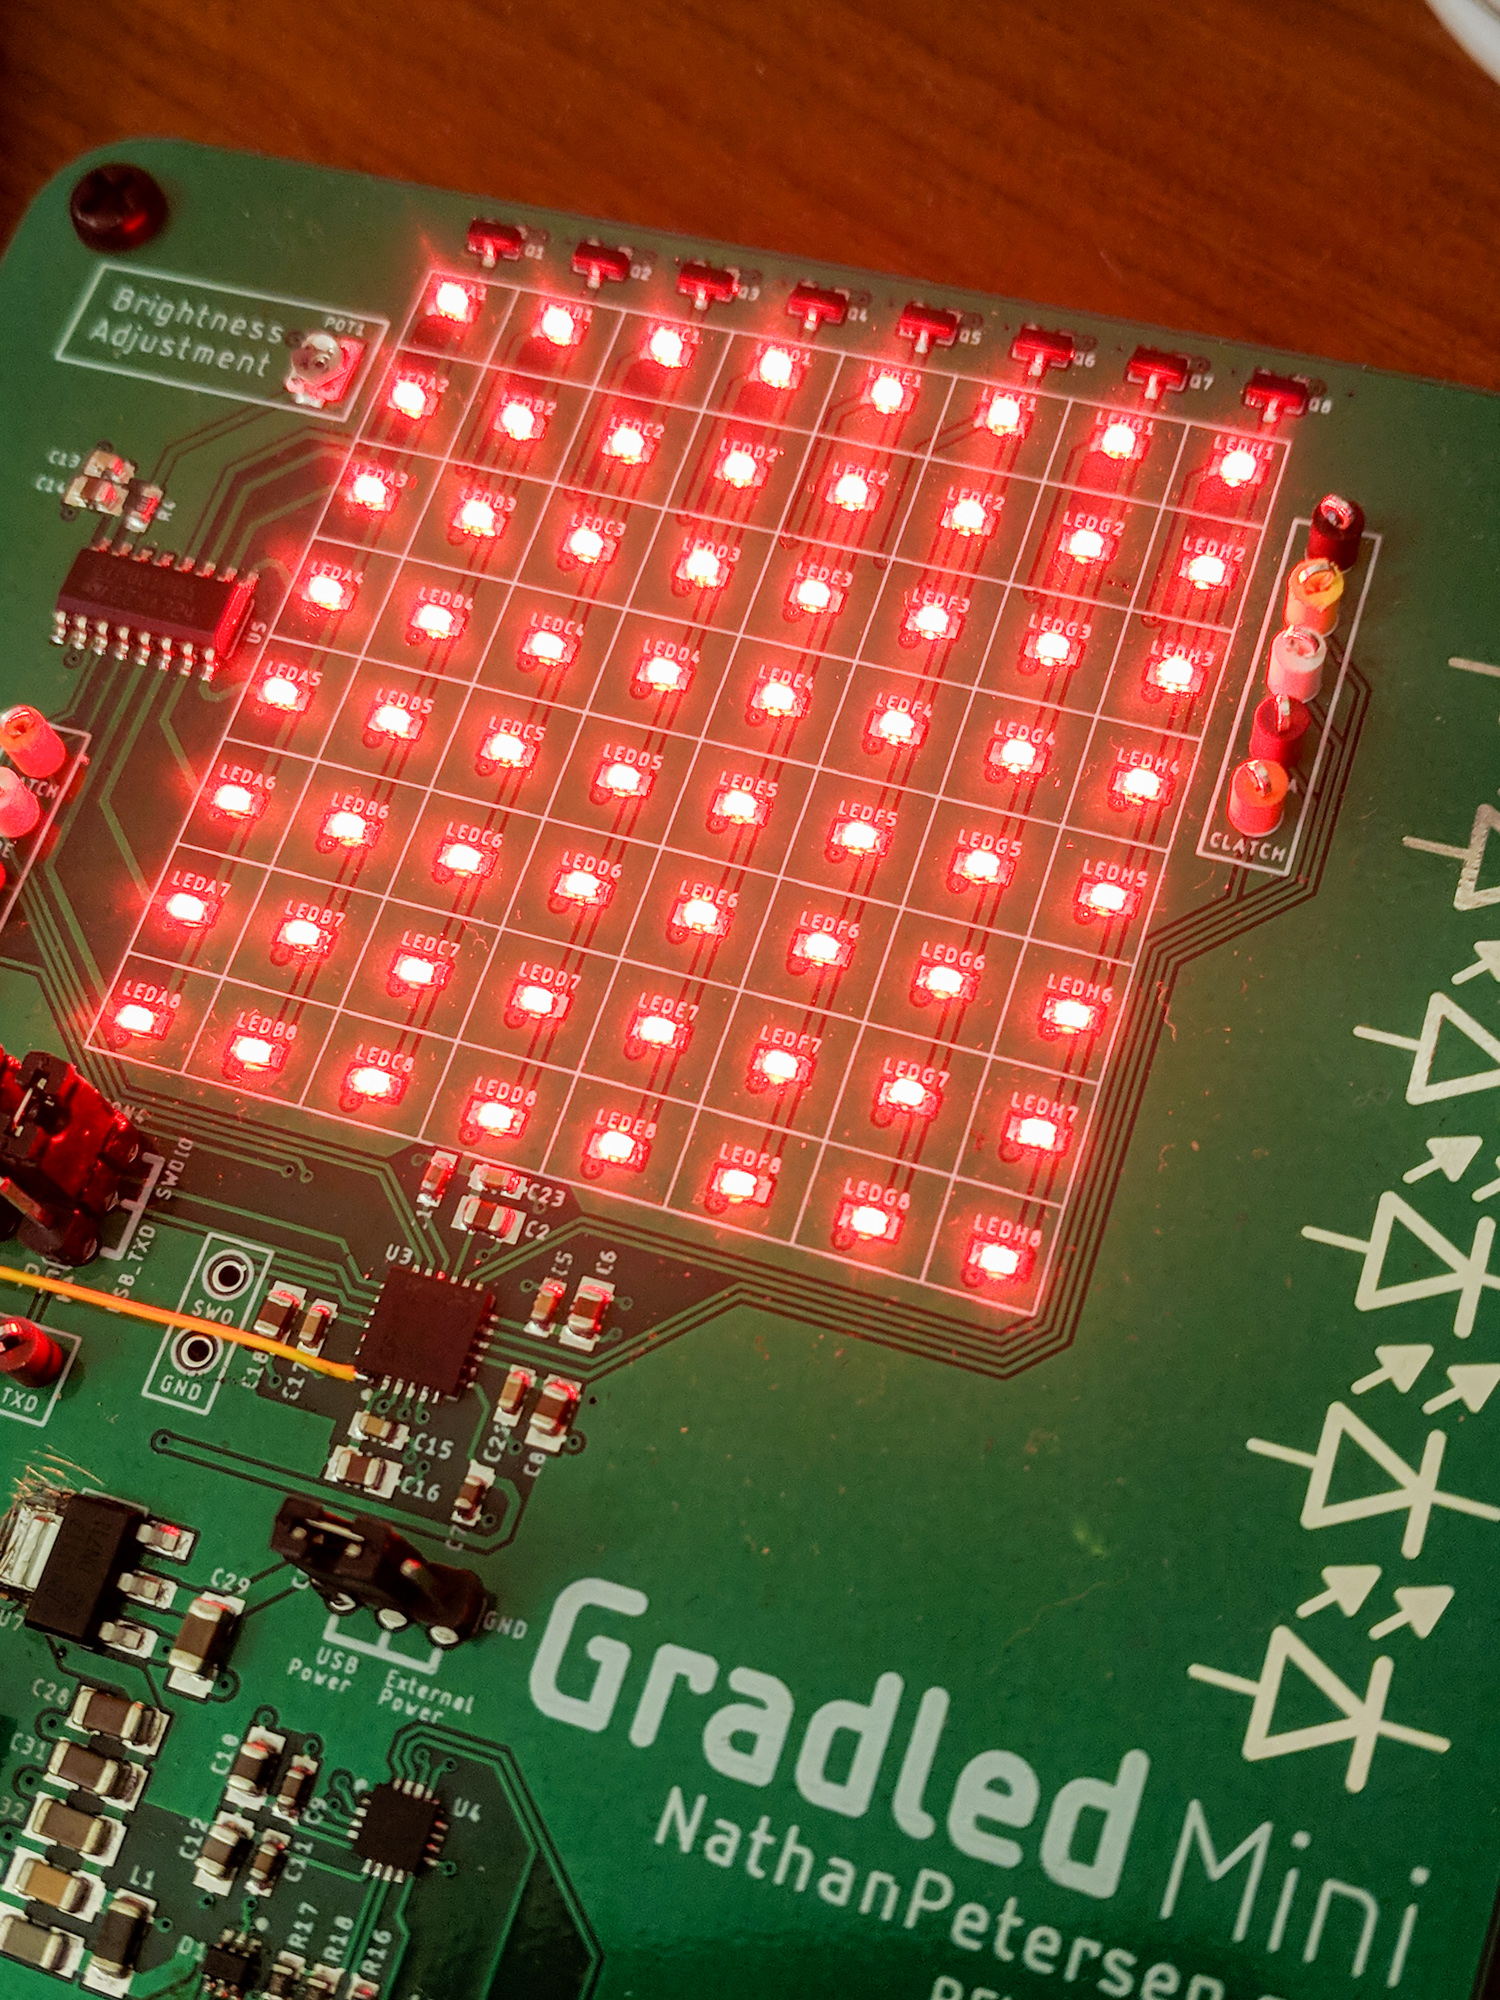 Q1 Q2 Q3 Q4 Q5 Q6 Q7 Q8
Brightness
Adjustment
POT1
LEDB1 LEDC1 LEDD1 LEDE1 LEDF1 LEDG1 LEDH1
LEDA2 LEDB2 LEDC2 LEDD2 LEDE2 LEDF2 LEDG2 LEDH2
LEDA3 LEDB3 LEDC3 LEDD3 LEDE3 LEDF3 LEDG3 LEDH3
LEDA4 LEDB4 LEDC4 LEDD4 LEDE4 LEDF4 LEDG4 LEDH4
LEDA5 LEDB5 LEDC5 LEDD5 LEDE5 LEDF5 LEDG5 LEDH5
LEDA6 LEDB6 LEDC6 LEDD6 LEDE6 LEDF6 LEDG6 LEDH6
LEDA7 LEDB7 LEDC7 LEDD7 LEDE7 LEDF7 LEDG7 LEDH7
LEDA8 LEDB8 LEDC8 LEDD8 LEDE8 LEDF8 LEDG8 LEDH8
C13
C14
U5
CLATCH
SWDIO
USB_TXD
C23
C2
U3
C5
C6
SWO
GND
C18
C17
TXD
C15
C16
C8
C7
U7
C29
GND
USB
Power
External
Power
C28
C31
32
C10
C9
U4
C12
C11
L1
D1
R17
R18
R16
Gradled Mini
NathanPetersen